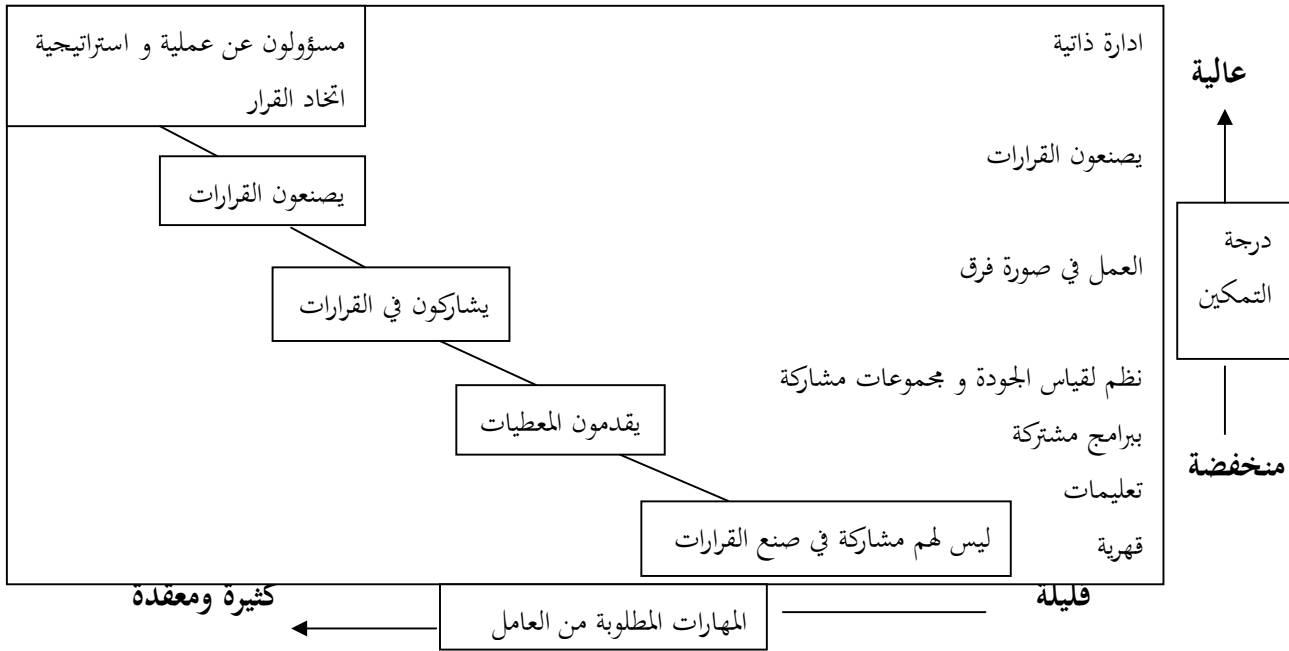 ادارة ذاتية
مسؤولون عن عملية و استراتيجية
اتخاد القرار
عالية
يصنعون القرارات
يصنعون القرارات
درجة
التمكين
العمل في صورة فرق
يشاركون في القرارات
نظم لقياس الجودة و مجموعات مشاركة
يقدمون المعطيات
ببرامج مشتركة
منخفضة
تعليمات
قهرية
ليس لهم مشاركة في صنع القرارات
قليلة
المهارات المطلوبة من العامل
كثيرة ومعقدة